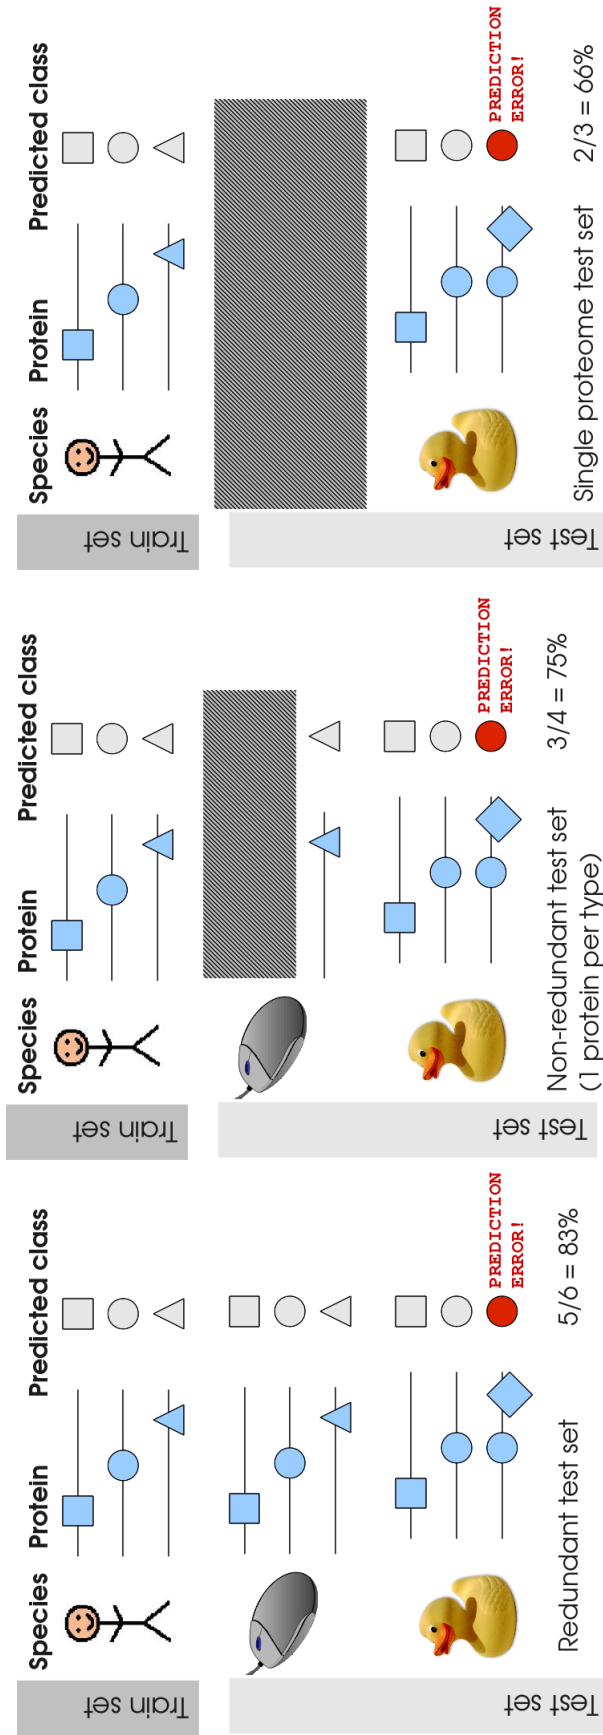 Species Protein Predicted class
Train set
Test set
PREDICTION
ERROR!
Redundant test set 5/6 = 83%
Species Protein Predicted class
Train set
Test set
PREDICTION
ERROR!
Non-redundant test set 3/4 = 75%
(1 protein per type)
Species Protein Predicted class
Train set
Test set
PREDICTION
ERROR!
Single proteome test set 2/3 = 66%